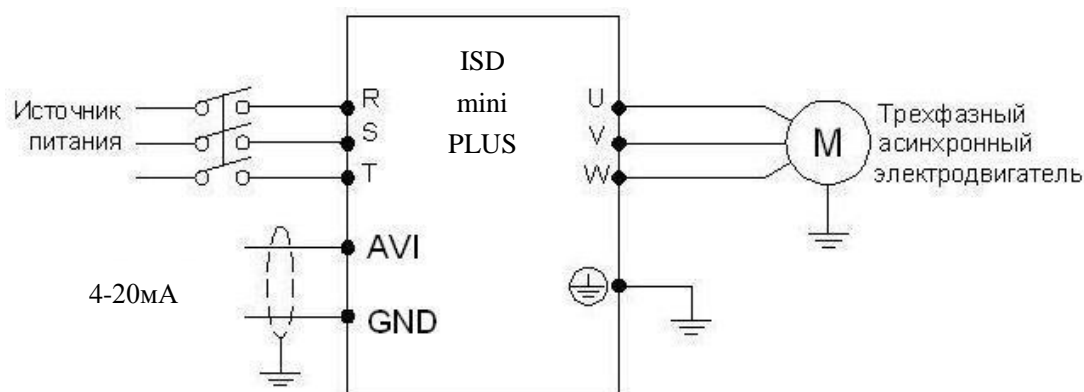 ISD
mini
PLUS
Источник
питания
R
S
T
U
V
W
M
Трехфазный
асинхронный
электродвигатель
AVI
GND
4-20мА